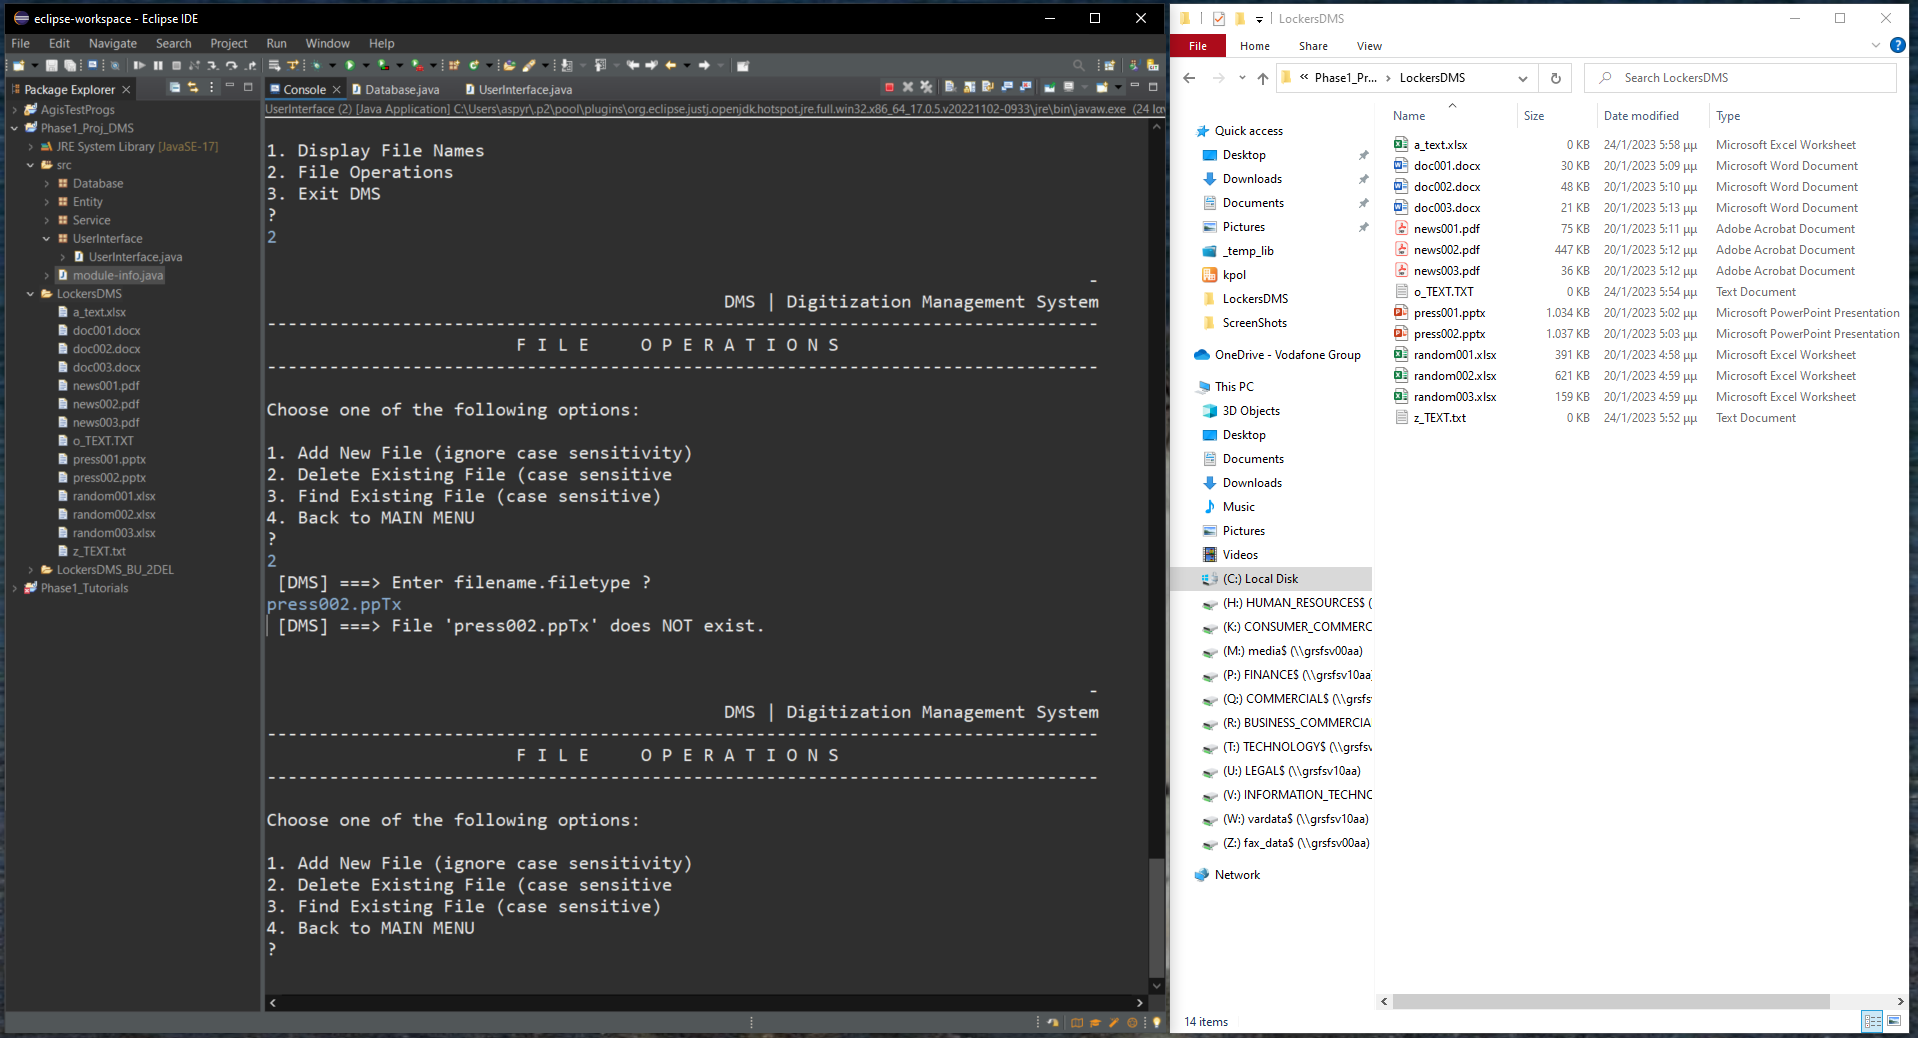 eclipse-workspace - Eclipse IDE
File Edit Navigate Search Project Run Window Help
Package Explorer
AgisTestProgs
Phase1_Proj_DMS
JRE System Library [JavaSE-17]
src
Database
Entity
Service
UserInterface
UserInterface.java
module-info.java
LockersDMS
a_text.xlsx
doc001.docx
doc002.docx
doc003.docx
news001.pdf
news002.pdf
news003.pdf
o_TEXT.TXT
press001.pptx
press002.pptx
random001.xlsx
random002.xlsx
random003.xlsx
z_TEXT.txt
LockersDMS_BU_2DEL
Phase1_Tutorials
Console Database.java UserInterface.java
UserInterface (2) [Java Application] C:\Users\aspyr\.p2\pool\plugins\org.eclipse.justj.openjdk.hotspot.jre.full.win32.x86_64_17.0.5.v20221102-0933\jre\bin\javaw.exe (24 Ιαν
1. Display File Names
2. File Operations
3. Exit DMS
?
2
-
DMS | Digitization Management System
--------------------------------------------------------------------------------
F I L E     O P E R A T I O N S
--------------------------------------------------------------------------------
Choose one of the following options:
1. Add New File (ignore case sensitivity)
2. Delete Existing File (case sensitive
3. Find Existing File (case sensitive)
4. Back to MAIN MENU
?
2
[DMS] ===> Enter filename.filetype ?
press002.ppTx
[DMS] ===> File 'press002.ppTx' does NOT exist.
-
DMS | Digitization Management System
--------------------------------------------------------------------------------
F I L E     O P E R A T I O N S
--------------------------------------------------------------------------------
Choose one of the following options:
1. Add New File (ignore case sensitivity)
2. Delete Existing File (case sensitive
3. Find Existing File (case sensitive)
4. Back to MAIN MENU
?
LockersDMS
File Home Share View
« Phase1_Pr... › LockersDMS
Search LockersDMS
Quick access
Desktop
Downloads
Documents
Pictures
_temp_lib
kpol
LockersDMS
ScreenShots
OneDrive - Vodafone Group
This PC
3D Objects
Desktop
Documents
Downloads
Music
Pictures
Videos
(C:) Local Disk
(H:) HUMAN_RESOURCES$ (
(K:) CONSUMER_COMMERC
(M:) media$ (\\grsfsv00aa)
(P:) FINANCE$ (\\grsfsv10aa)
(Q:) COMMERCIAL$ (\\grsfs
(R:) BUSINESS_COMMERCIA
(T:) TECHNOLOGY$ (\\grsfsv
(U:) LEGAL$ (\\grsfsv10aa)
(V:) INFORMATION_TECHNO
(W:) vardata$ (\\grsfsv10aa)
(Z:) fax_data$ (\\grsfsv00aa)
Network
Name Size Date modified Type
a_text.xlsx 0 KB 24/1/2023 5:58 μμ Microsoft Excel Worksheet
doc001.docx 30 KB 20/1/2023 5:09 μμ Microsoft Word Document
doc002.docx 48 KB 20/1/2023 5:10 μμ Microsoft Word Document
doc003.docx 21 KB 20/1/2023 5:13 μμ Microsoft Word Document
news001.pdf 75 KB 20/1/2023 5:11 μμ Adobe Acrobat Document
news002.pdf 447 KB 20/1/2023 5:12 μμ Adobe Acrobat Document
news003.pdf 36 KB 20/1/2023 5:12 μμ Adobe Acrobat Document
o_TEXT.TXT 0 KB 24/1/2023 5:54 μμ Text Document
press001.pptx 1.034 KB 20/1/2023 5:02 μμ Microsoft PowerPoint Presentation
press002.pptx 1.037 KB 20/1/2023 5:03 μμ Microsoft PowerPoint Presentation
random001.xlsx 391 KB 20/1/2023 4:58 μμ Microsoft Excel Worksheet
random002.xlsx 621 KB 20/1/2023 4:59 μμ Microsoft Excel Worksheet
random003.xlsx 159 KB 20/1/2023 4:59 μμ Microsoft Excel Worksheet
z_TEXT.txt 0 KB 24/1/2023 5:52 μμ Text Document
14 items